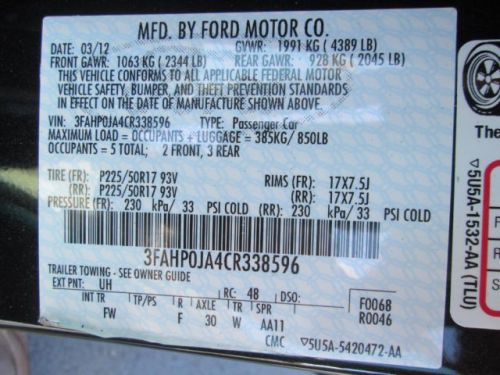 MFD. BY FORD MOTOR CO.
DATE: 03/12 GVWR: 1991 KG ( 4389 LB)
FRONT GAWR: 1063 KG ( 2344 LB) REAR GAWR: 928 KG ( 2045 LB)
THIS VEHICLE CONFORMS TO ALL APPLICABLE FEDERAL MOTOR
VEHICLE SAFETY, BUMPER, AND THEFT PREVENTION STANDARDS
IN EFFECT ON THE DATE OF MANUFACTURE SHOWN ABOVE.
VIN: 3FAHP0JA4CR338596 TYPE: Passenger Car
MAXIMUM LOAD = OCCUPANTS + LUGGAGE = 385KG/ 850LB
OCCUPANTS = 5 TOTAL; 2 FRONT, 3 REAR
TIRE (FR): P225/50R17 93V RIMS (FR): 17X7.5J
(RR): P225/50R17 93V (RR): 17X7.5J
PRESSURE (FR): 230 kPa/ 33 PSI COLD (RR): 230 kPa/ 33 PSI COLD
3FAHP0JA4CR338596
TRAILER TOWING - SEE OWNER GUIDE
EXT PNT: UH RC: 48 DSO: F0068
INT TR TP/PS R AXLE TR SPR R0046
FW F 30 W AA11
CMC 5U5A-5420472-AA
5U5A-1532-AA (TLU)
The